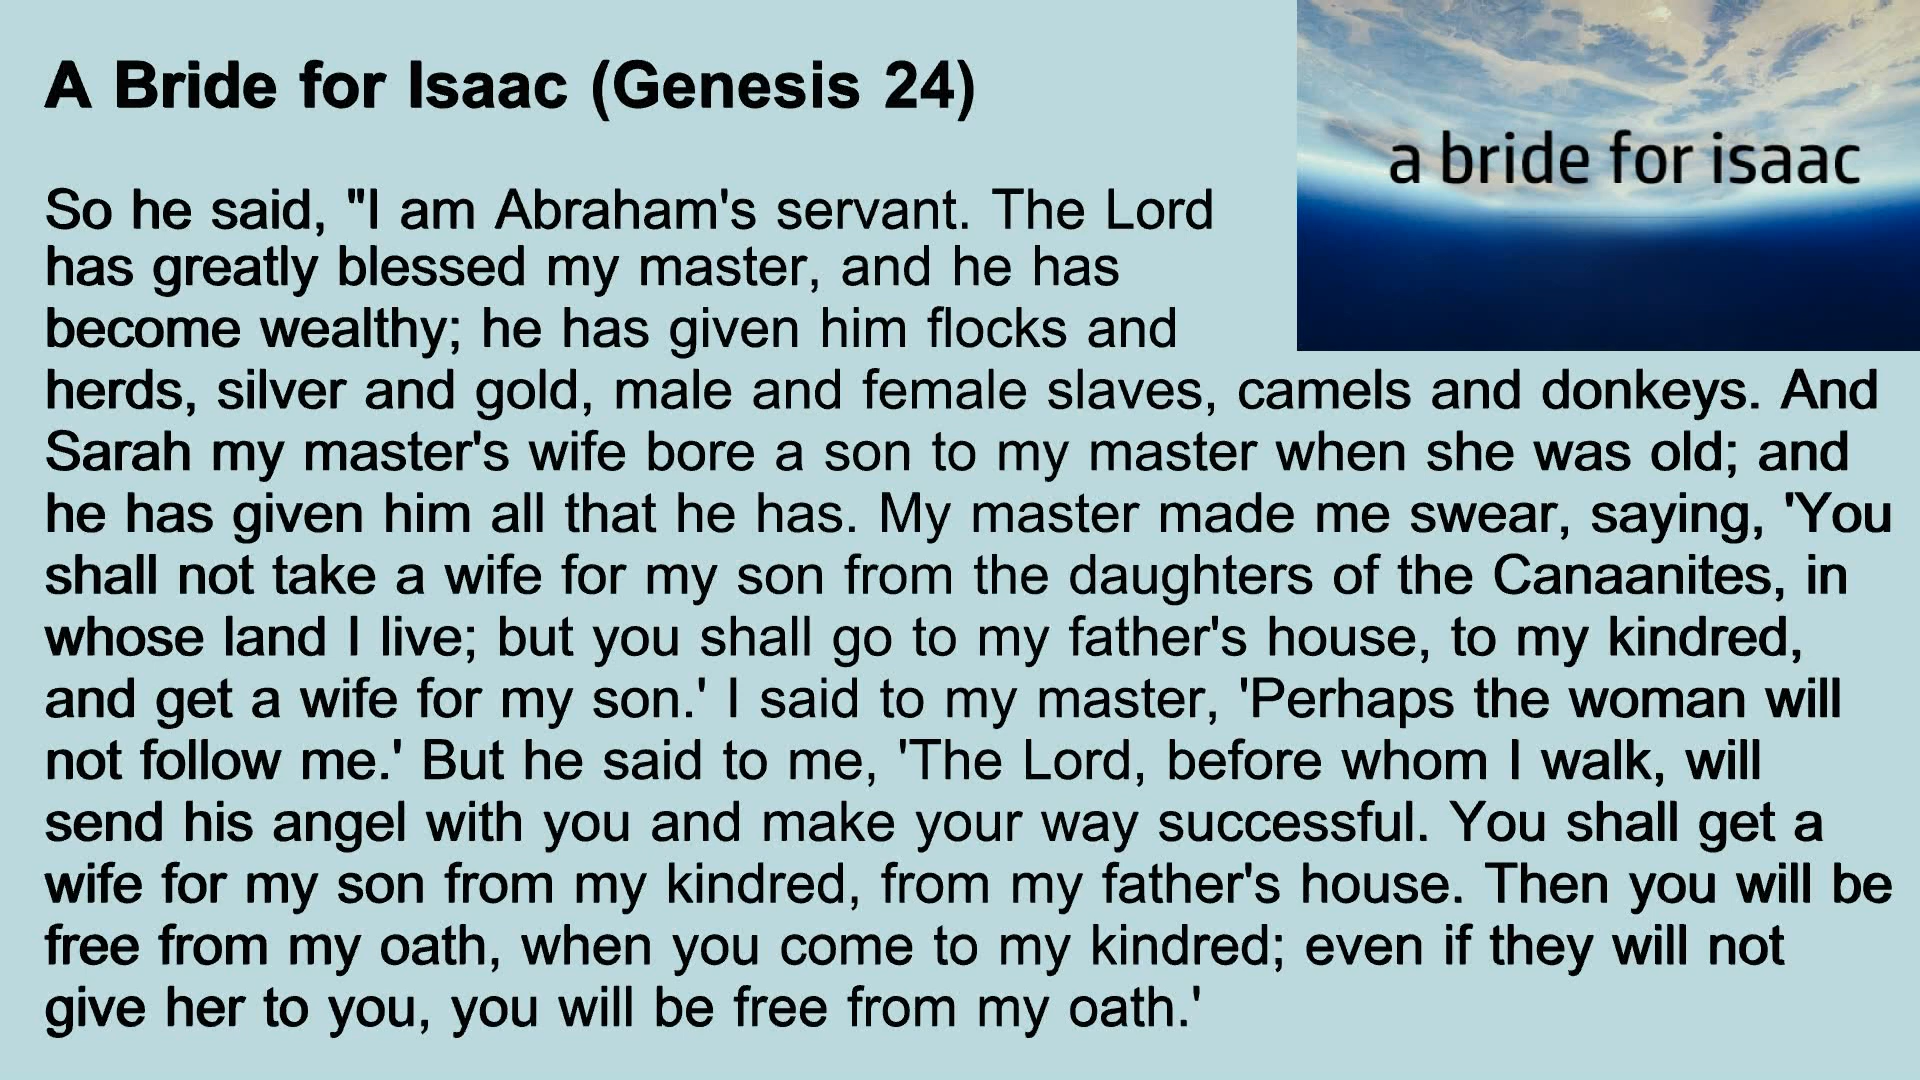 A Bride for Isaac (Genesis 24)
a bride for isaac
So he said, "I am Abraham's servant. The Lord
has greatly blessed my master, and he has
become wealthy; he has given him flocks and
herds, silver and gold, male and female slaves, camels and donkeys. And
Sarah my master's wife bore a son to my master when she was old; and
he has given him all that he has. My master made me swear, saying, 'You
shall not take a wife for my son from the daughters of the Canaanites, in
whose land I live; but you shall go to my father's house, to my kindred,
and get a wife for my son.' I said to my master, 'Perhaps the woman will
not follow me.' But he said to me, 'The Lord, before whom I walk, will
send his angel with you and make your way successful. You shall get a
wife for my son from my kindred, from my father's house. Then you will be
free from my oath, when you come to my kindred; even if they will not
give her to you, you will be free from my oath.'